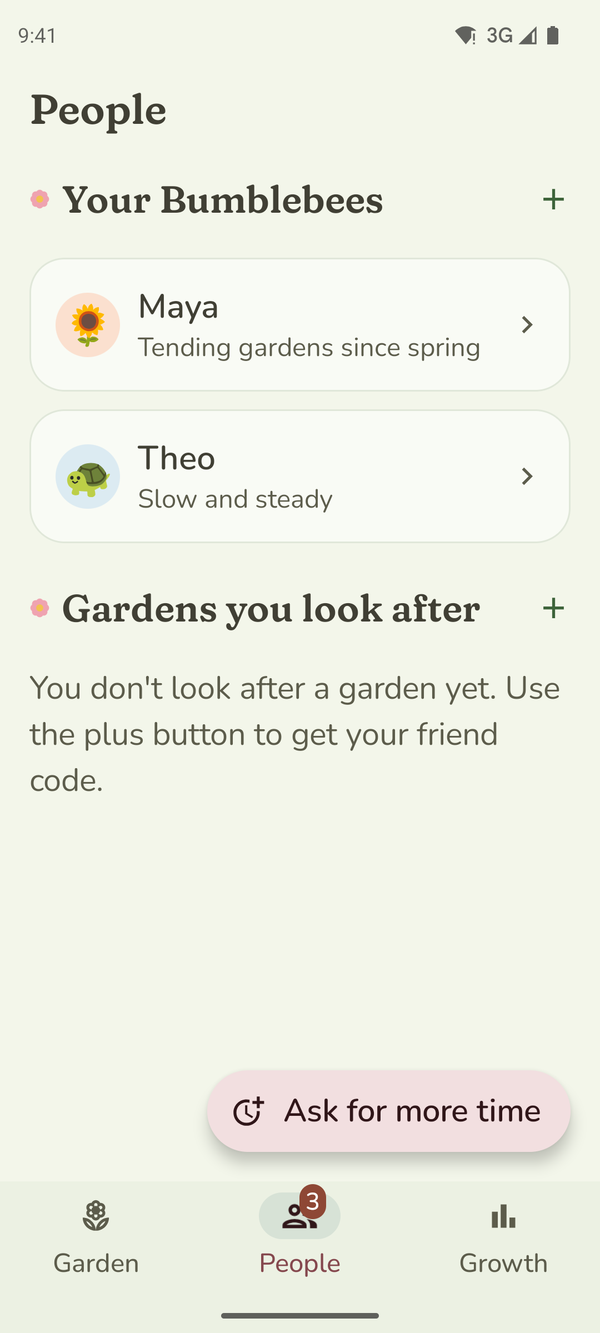 9:41
3G
People
Your Bumblebees
Maya
Tending gardens since spring
Theo
Slow and steady
Gardens you look after
You don't look after a garden yet. Use
the plus button to get your friend
code.
Ask for more time
3
Garden
People
Growth